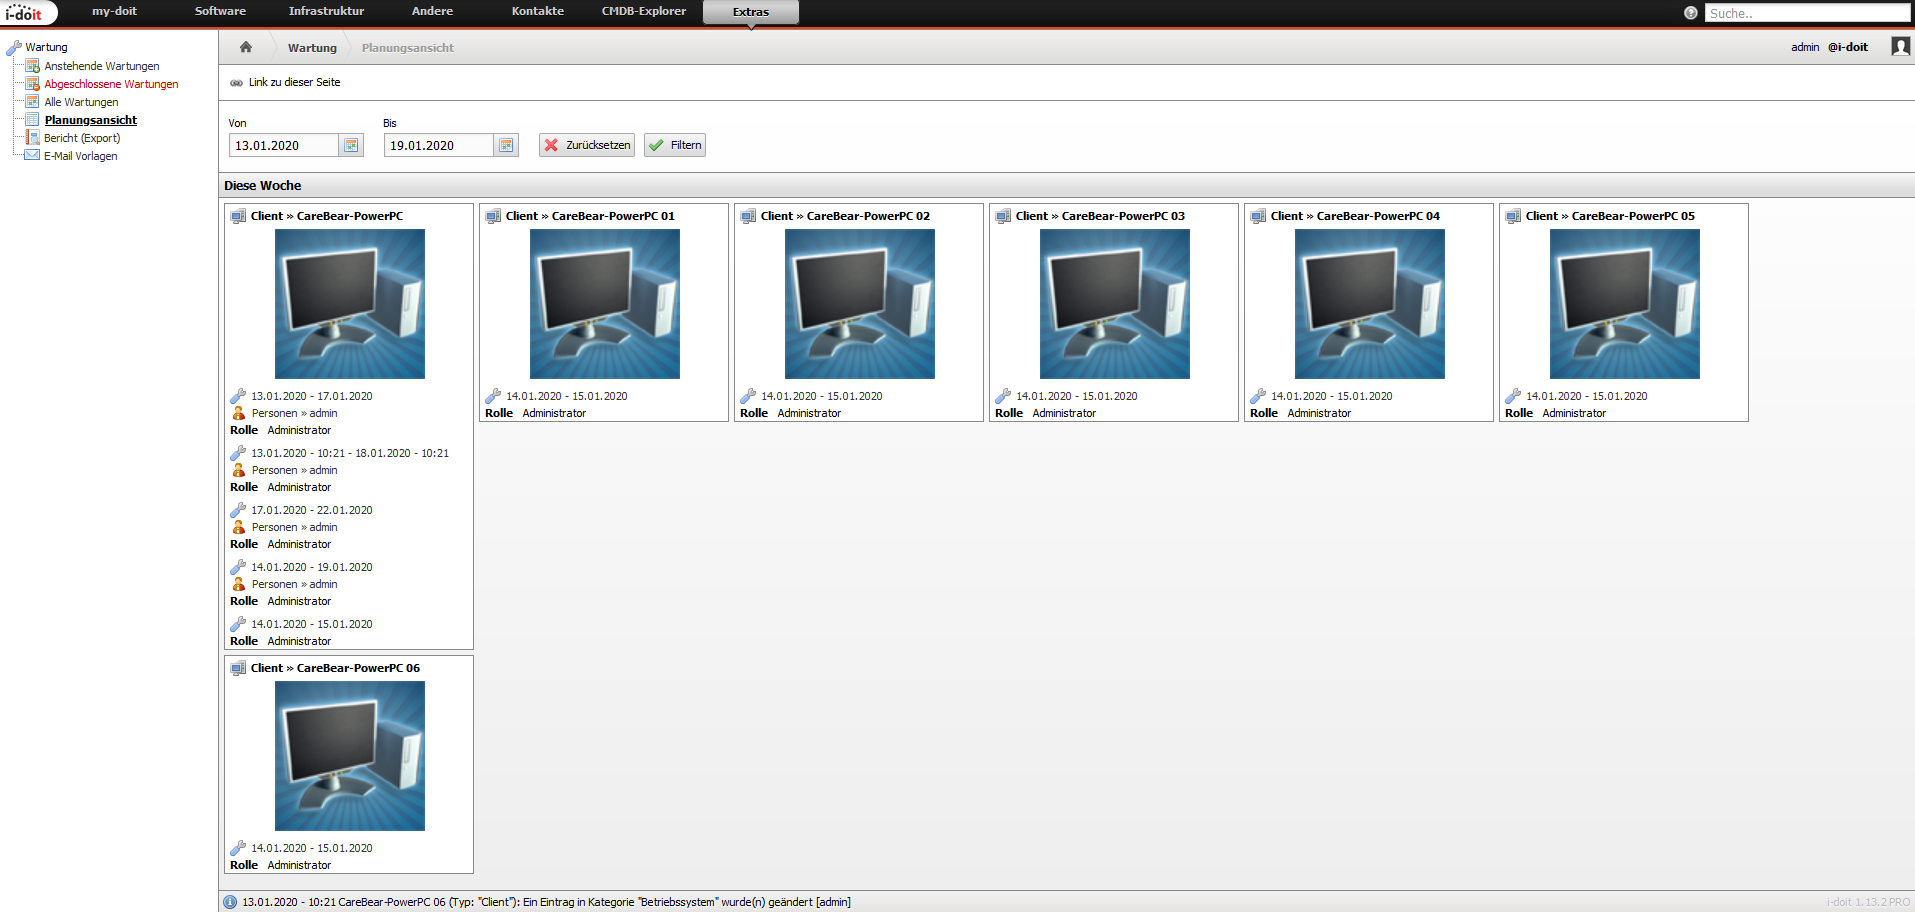 i-doit
my-doit
Software
Infrastruktur
Andere
Kontakte
CMDB-Explorer
Extras
Suche..
Wartung
Anstehende Wartungen
Abgeschlossene Wartungen
Alle Wartungen
Planungsansicht
Bericht (Export)
E-Mail Vorlagen
Wartung
Planungsansicht
admin @i-doit
Link zu dieser Seite
Von
Bis
13.01.2020
19.01.2020
Zurücksetzen
Filtern
Diese Woche
Client » CareBear-PowerPC
13.01.2020 - 17.01.2020
Personen » admin
Rolle Administrator
13.01.2020 - 10:21 - 18.01.2020 - 10:21
Personen » admin
Rolle Administrator
17.01.2020 - 22.01.2020
Personen » admin
Rolle Administrator
14.01.2020 - 19.01.2020
Personen » admin
Rolle Administrator
14.01.2020 - 15.01.2020
Rolle Administrator
Client » CareBear-PowerPC 01
14.01.2020 - 15.01.2020
Rolle Administrator
Client » CareBear-PowerPC 02
14.01.2020 - 15.01.2020
Rolle Administrator
Client » CareBear-PowerPC 03
14.01.2020 - 15.01.2020
Rolle Administrator
Client » CareBear-PowerPC 04
14.01.2020 - 15.01.2020
Rolle Administrator
Client » CareBear-PowerPC 05
14.01.2020 - 15.01.2020
Rolle Administrator
Client » CareBear-PowerPC 06
14.01.2020 - 15.01.2020
Rolle Administrator
13.01.2020 - 10:21 CareBear-PowerPC 06 (Typ: "Client"): Ein Eintrag in Kategorie "Betriebssystem" wurde(n) geändert [admin]
i-doit 1.13.2 PRO